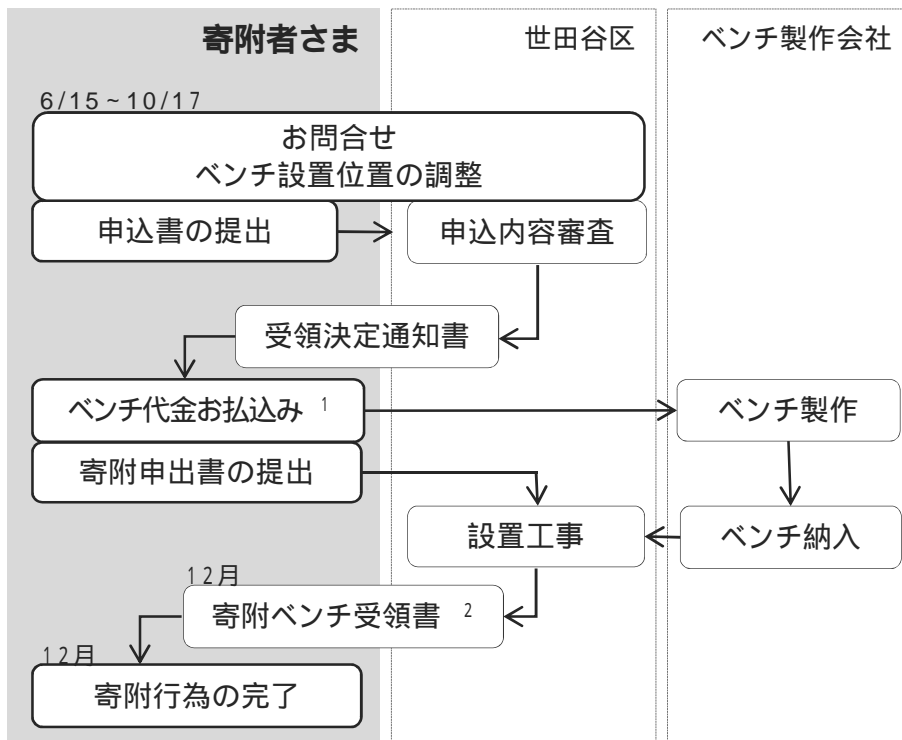 寄附者さま
世田谷区
ベンチ製作会社
6/15~10/17
お問合せ
ベンチ設置位置の調整
申込書の提出
申込内容審査
受領決定通知書
ベンチ代金お払込み 1
ベンチ製作
寄附申出書の提出
設置工事
ベンチ納入
12月
寄附ベンチ受領書 2
12月
寄附行為の完了